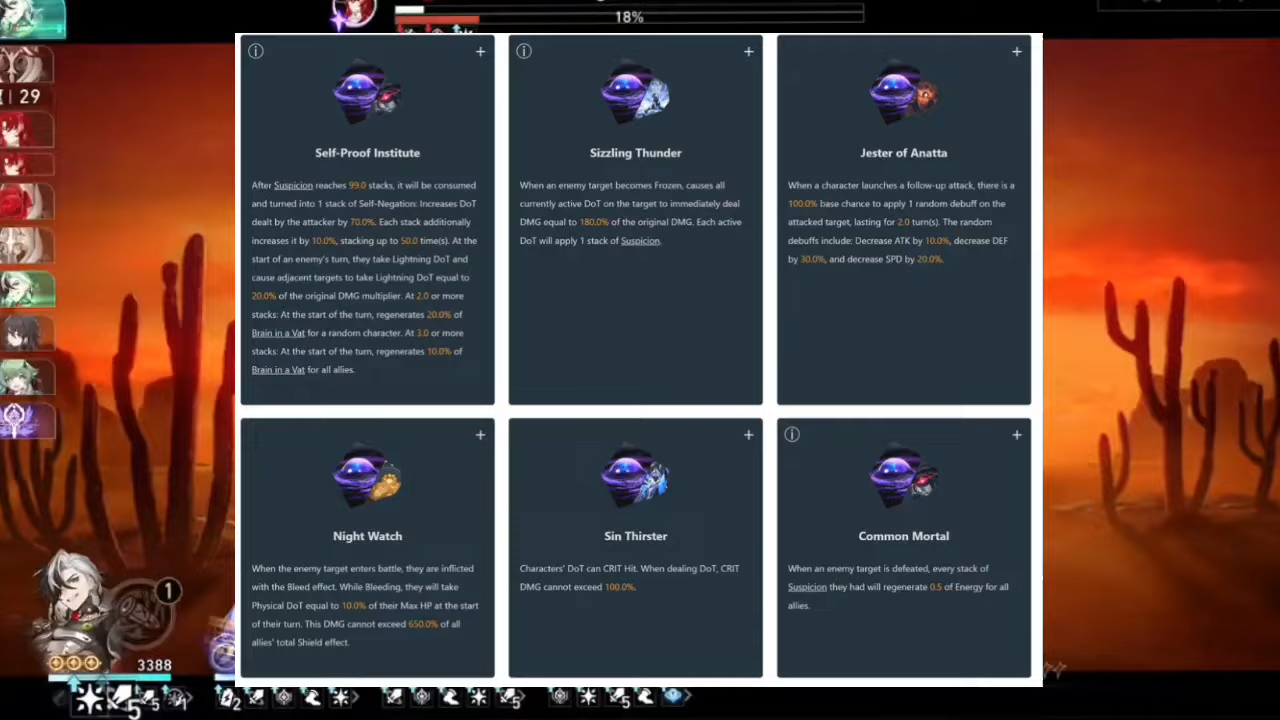 18%
29
Self-Proof Institute
After Suspicion reaches 99.0 stacks, it will be consumed
and turned into 1 stack of Self-Negation: Increases DoT
dealt by the attacker by 70.0%. Each stack additionally
increases it by 10.0%, stacking up to 50.0 time(s). At the
start of an enemy's turn, they take Lightning DoT and
cause adjacent targets to take Lightning DoT equal to
20.0% of the original DMG multiplier. At 2.0 or more
stacks: At the start of the turn, regenerates 20.0% of
Brain in a Vat for a random character. At 3.0 or more
stacks: At the start of the turn, regenerates 10.0% of
Brain in a Vat for all allies.
Sizzling Thunder
When an enemy target becomes Frozen, causes all
currently active DoT on the target to immediately deal
DMG equal to 180.0% of the original DMG. Each active
DoT will apply 1 stack of Suspicion.
Jester of Anatta
When a character launches a follow-up attack, there is a
100.0% base chance to apply 1 random debuff on the
attacked target, lasting for 2.0 turn(s). The random
debuffs include: Decrease ATK by 10.0%, decrease DEF
by 30.0%, and decrease SPD by 20.0%.
Night Watch
When the enemy target enters battle, they are inflicted
with the Bleed effect. While Bleeding, they will take
Physical DoT equal to 10.0% of their Max HP at the start
of their turn. This DMG cannot exceed 650.0% of all
allies' total Shield effect.
Sin Thirster
Characters' DoT can CRIT Hit. When dealing DoT, CRIT
DMG cannot exceed 100.0%.
Common Mortal
When an enemy target is defeated, every stack of
Suspicion they had will regenerate 0.5 of Energy for all
allies.
1
3388
5
5
1
2
5
5